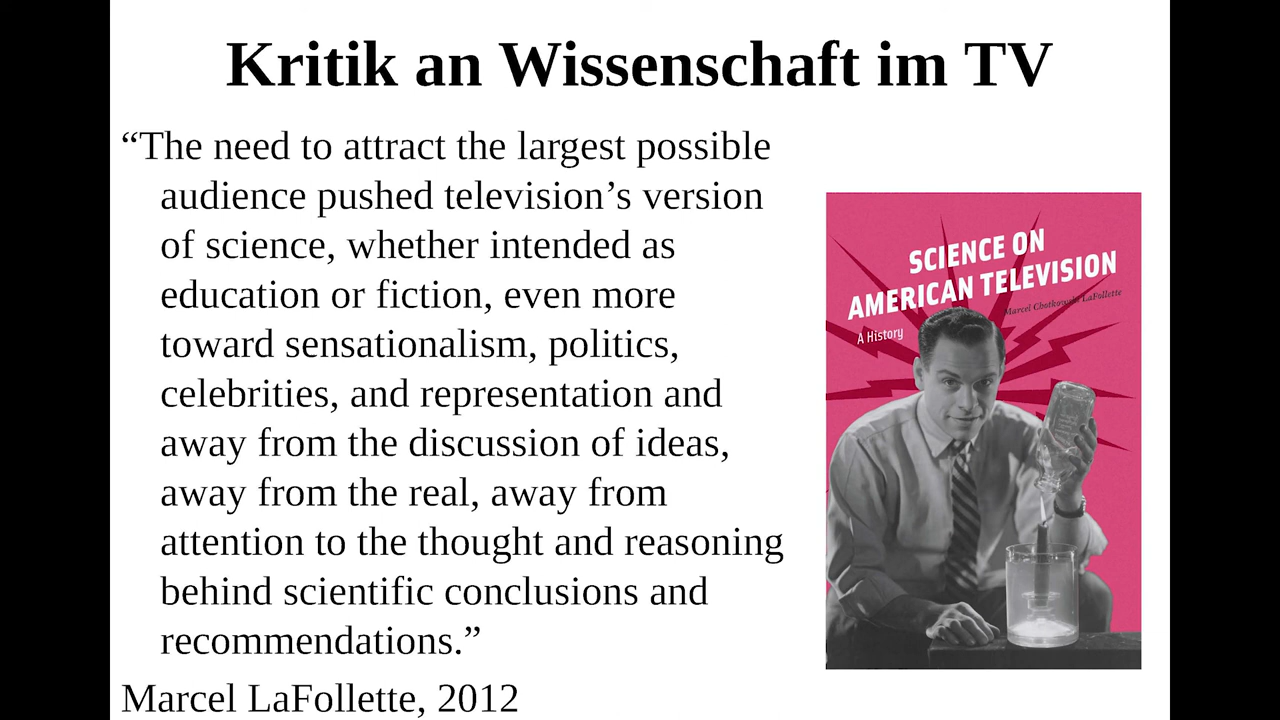 Kritik an Wissenschaft im TV
“The need to attract the largest possible
audience pushed television’s version
of science, whether intended as
education or fiction, even more
toward sensationalism, politics,
celebrities, and representation and
away from the discussion of ideas,
away from the real, away from
attention to the thought and reasoning
behind scientific conclusions and
recommendations.”
Marcel LaFollette, 2012
SCIENCE ON
AMERICAN TELEVISION
Marcel Chotkowski LaFollette
A History